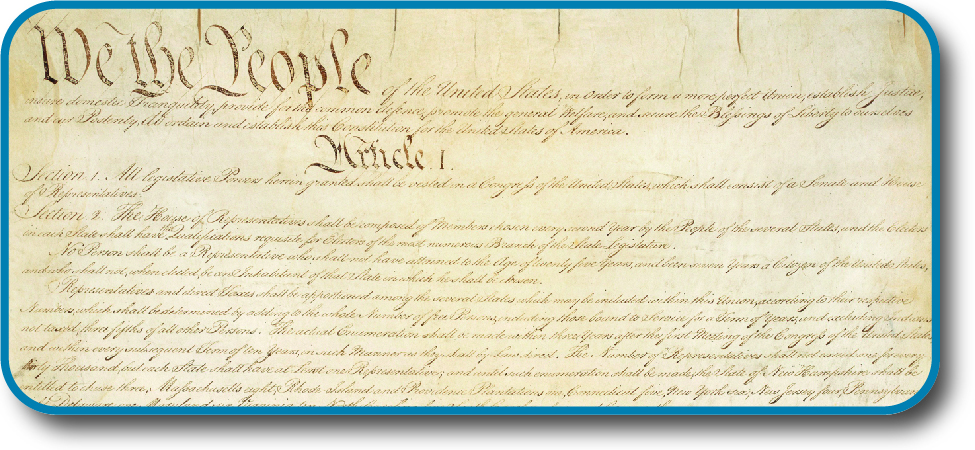 We the People
of the United States, in Order to form a more perfect Union, establish Justice,
insure domestic Tranquility, provide for the common defence, promote the general Welfare, and secure the Blessings of Liberty to ourselves
and our Posterity, do ordain and establish this Constitution for the United States of America.
Article. I.
Section. 1. All legislative Powers herein granted shall be vested in a Congress of the United States, which shall consist of a Senate and House
of Representatives.
Section. 2. The House of Representatives shall be composed of Members chosen every second Year by the People of the several States, and the Electors
in each State shall have the Qualifications requisite for Electors of the most numerous Branch of the State Legislature.
No Person shall be a Representative who shall not have attained to the Age of twenty five Years, and been seven Years a Citizen of the United States,
and who shall not, when elected, be an Inhabitant of that State in which he shall be chosen.
Representatives and direct Taxes shall be apportioned among the several States which may be included within this Union, according to their respective
Numbers, which shall be determined by adding to the whole Number of free Persons, including those bound to Service for a Term of Years, and excluding Indians
not taxed, three fifths of all other Persons. The actual Enumeration shall be made within three Years after the first Meeting of the Congress of the United States,
and within every subsequent Term of ten Years, in such Manner as they shall by Law direct. The Number of Representatives shall not exceed one for every
thirty Thousand, but each State shall have at Least one Representative; and until such enumeration shall be made, the State of New Hampshire shall be
entitled to chuse three, Massachusetts eight, Rhode Island and Providence Plantations one, Connecticut five, New York six, New Jersey four, Pennsylvania